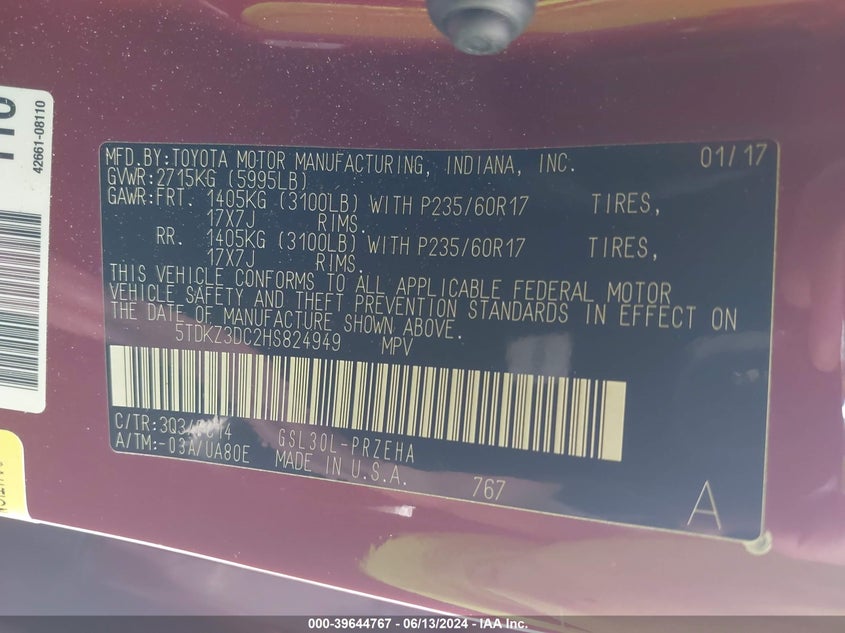 110
42661-08110
MFD.BY:TOYOTA MOTOR MANUFACTURING, INDIANA, INC. 01/17
GVWR:2715KG (5995LB)
GAWR:FRT. 1405KG (3100LB) WITH P235/60R17 TIRES,
17X7J RIMS.
RR. 1405KG (3100LB) WITH P235/60R17 TIRES,
17X7J RIMS.
THIS VEHICLE CONFORMS TO ALL APPLICABLE FEDERAL MOTOR
VEHICLE SAFETY AND THEFT PREVENTION STANDARDS IN EFFECT ON
THE DATE OF MANUFACTURE SHOWN ABOVE.
5TDKZ3DC2HS824949 MPV
C/TR:
A/TM:-03A/UA80E GSL30L-PRZEHA
MADE IN U.S.A. 767
A
000-39644767 - 06/13/2024 - IAA Inc.